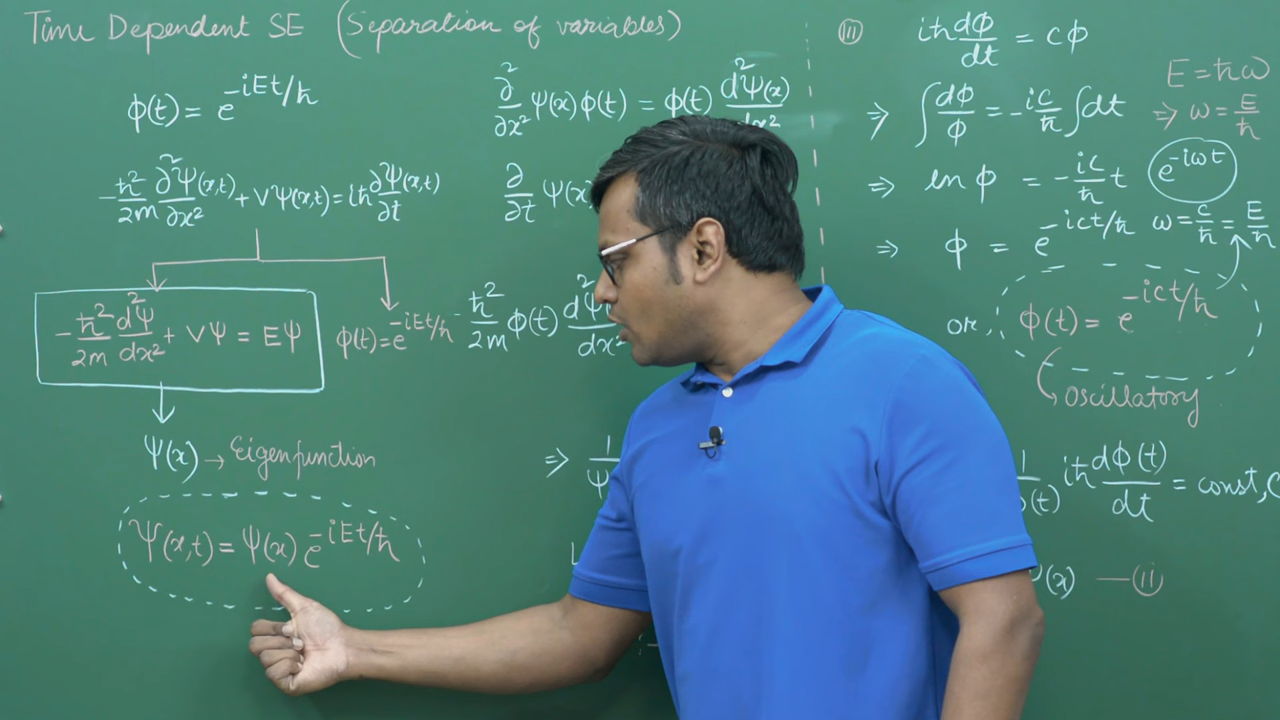 Time Dependent SE (Separation of variables)
ϕ(t) = e^{-iEt/ħ}
-ħ²/2m ∂²Ψ(x,t)/∂x² + VΨ(x,t) = iħ ∂Ψ(x,t)/∂t
-ħ²/2m d²Ψ/dx² + VΨ = EΨ
ϕ(t) = e^{-iEt/ħ}
Ψ(x) → Eigenfunction
Ψ(x,t) = Ψ(x) e^{-iEt/ħ}
∂²/∂x² Ψ(x) ϕ(t) = ϕ(t) d²Ψ(x)/dx²
∂/∂t Ψ(x)
-ħ²/2m ϕ(t) d²Ψ/dx²
⇒ 1/Ψ
(III) iħ dϕ/dt = cϕ
⇒ ∫dϕ/ϕ = -ic/ħ ∫dt
⇒ ln ϕ = -ic/ħ t
⇒ ϕ = e^{-ict/ħ}
E = ħω
⇒ ω = E/ħ
e^{-iωt}
ω = c/ħ = E/ħ
or, ϕ(t) = e^{-ict/ħ}
Oscillatory
1/ϕ(t) iħ dϕ(t)/dt = const, C
Ψ(x) —(II)